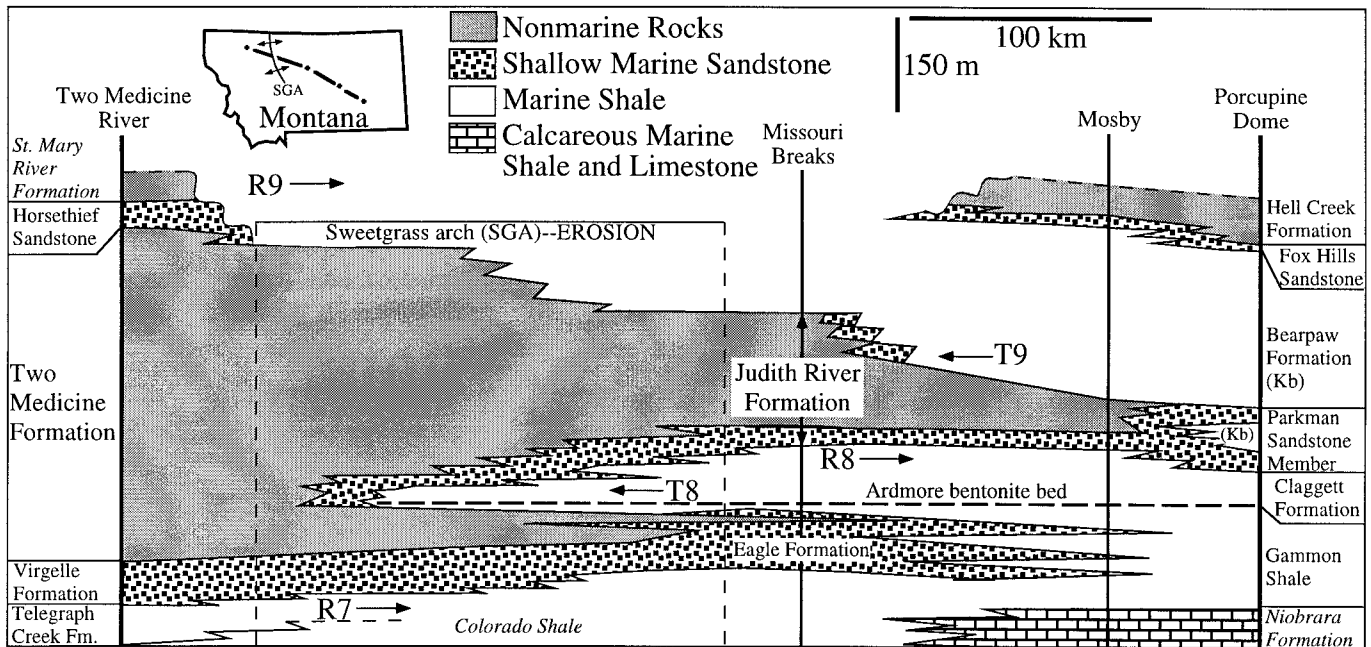 Nonmarine Rocks
Shallow Marine Sandstone
Marine Shale
Calcareous Marine
Shale and Limestone
100 km
150 m
SGA
Montana
Two Medicine
River
Missouri
Breaks
Mosby
Porcupine
Dome
St. Mary
River
Formation
Horsethief
Sandstone
Two
Medicine
Formation
Virgelle
Formation
Telegraph
Creek Fm.
R9
Sweetgrass arch (SGA)--EROSION
T9
Judith River
Formation
R8
T8
Ardmore bentonite bed
Eagle Formation
R7
Colorado Shale
(Kb)
Hell Creek
Formation
Fox Hills
Sandstone
Bearpaw
Formation
(Kb)
Parkman
Sandstone
Member
Claggett
Formation
Gammon
Shale
Niobrara
Formation